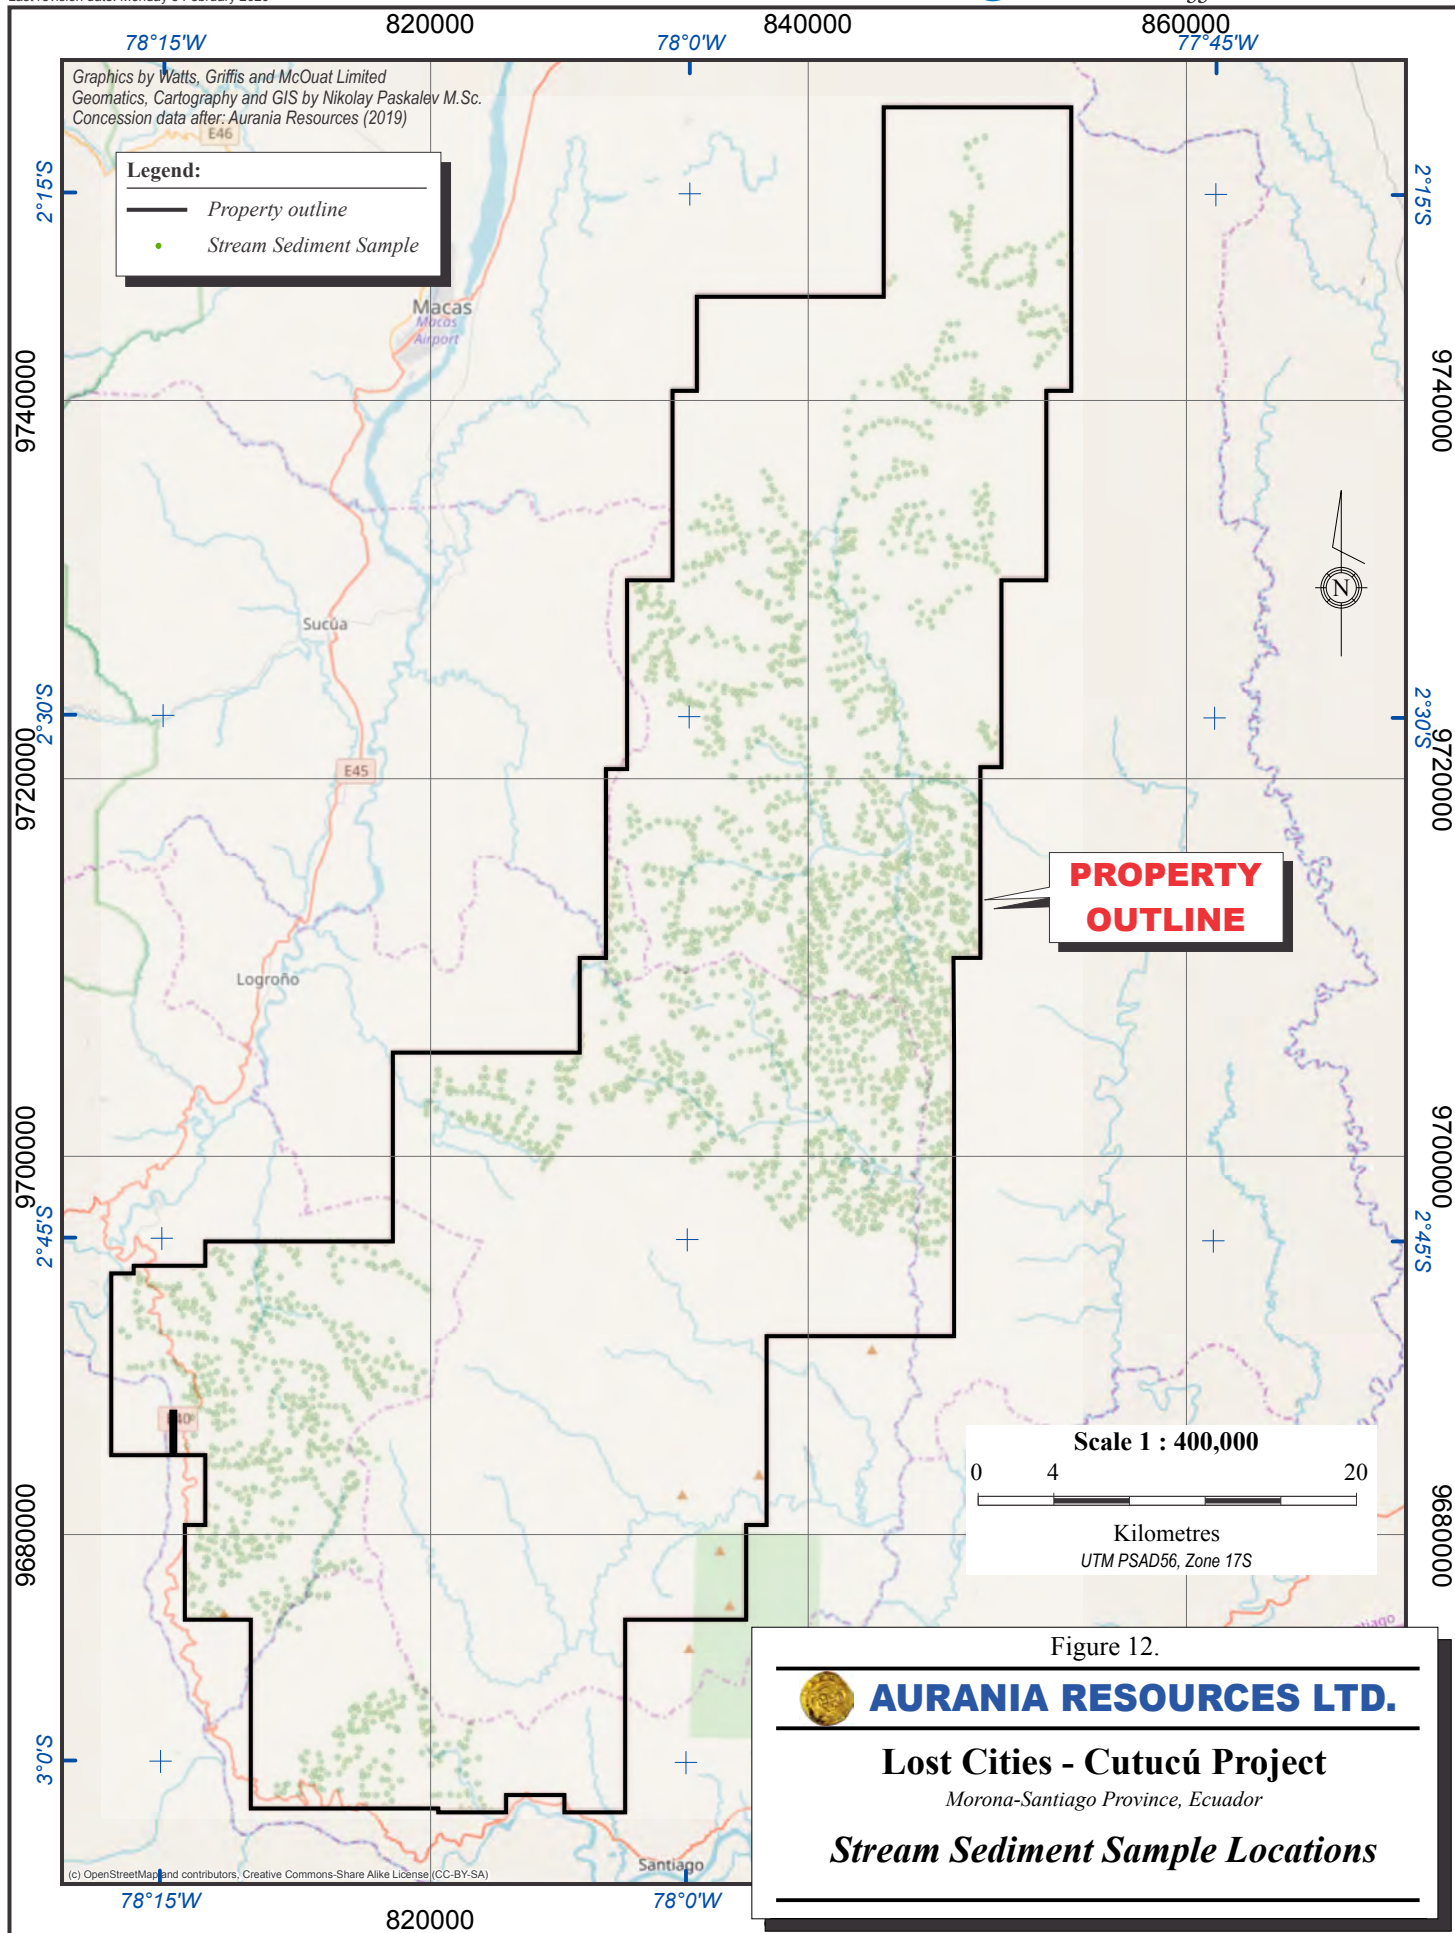 820000
840000
860000
78°15'W
78°0'W
77°45'W
Graphics by Watts, Griffis and McOuat Limited
Geomatics, Cartography and GIS by Nikolay Paskalev M.Sc.
Concession data after: Aurania Resources (2019)
E46
Legend:
Property outline
Stream Sediment Sample
2°15'S
2°15'S
Macas
Macas
Airport
9740000
9740000
N
Sucúa
2°30'S
2°30'S
9720000
9720000
E45
PROPERTY
OUTLINE
Logroño
9700000
9700000
2°45'S
2°45'S
E40
Scale 1 : 400,000
0 4 20
Kilometres
UTM PSAD56, Zone 17S
9680000
9680000
Figure 12.
AURANIA RESOURCES LTD.
Lost Cities - Cutucú Project
Morona-Santiago Province, Ecuador
Stream Sediment Sample Locations
3°0'S
Santiago
(c) OpenStreetMap and contributors, Creative Commons-Share Alike License (CC-BY-SA)
78°15'W
78°0'W
820000